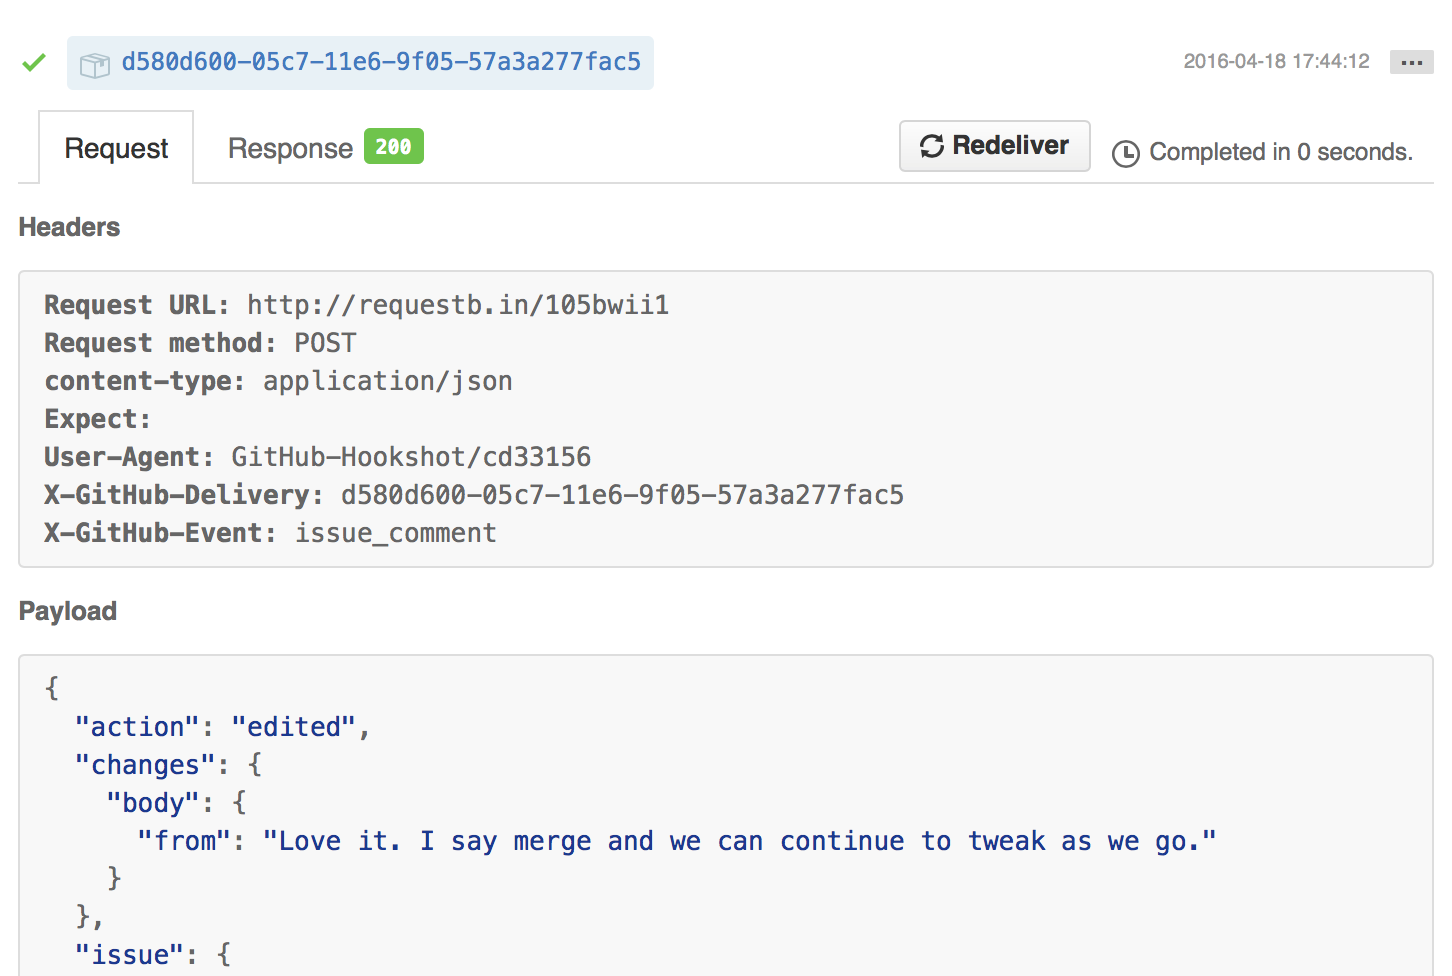 d580d600-05c7-11e6-9f05-57a3a277fac5
2016-04-18 17:44:12
Request
Response 200
Redeliver
Completed in 0 seconds.
Headers
Request URL: http://requestb.in/105bwii1
Request method: POST
content-type: application/json
Expect:
User-Agent: GitHub-Hookshot/cd33156
X-GitHub-Delivery: d580d600-05c7-11e6-9f05-57a3a277fac5
X-GitHub-Event: issue_comment
Payload
{
  "action": "edited",
  "changes": {
    "body": {
      "from": "Love it. I say merge and we can continue to tweak as we go."
    }
  },
  "issue": {